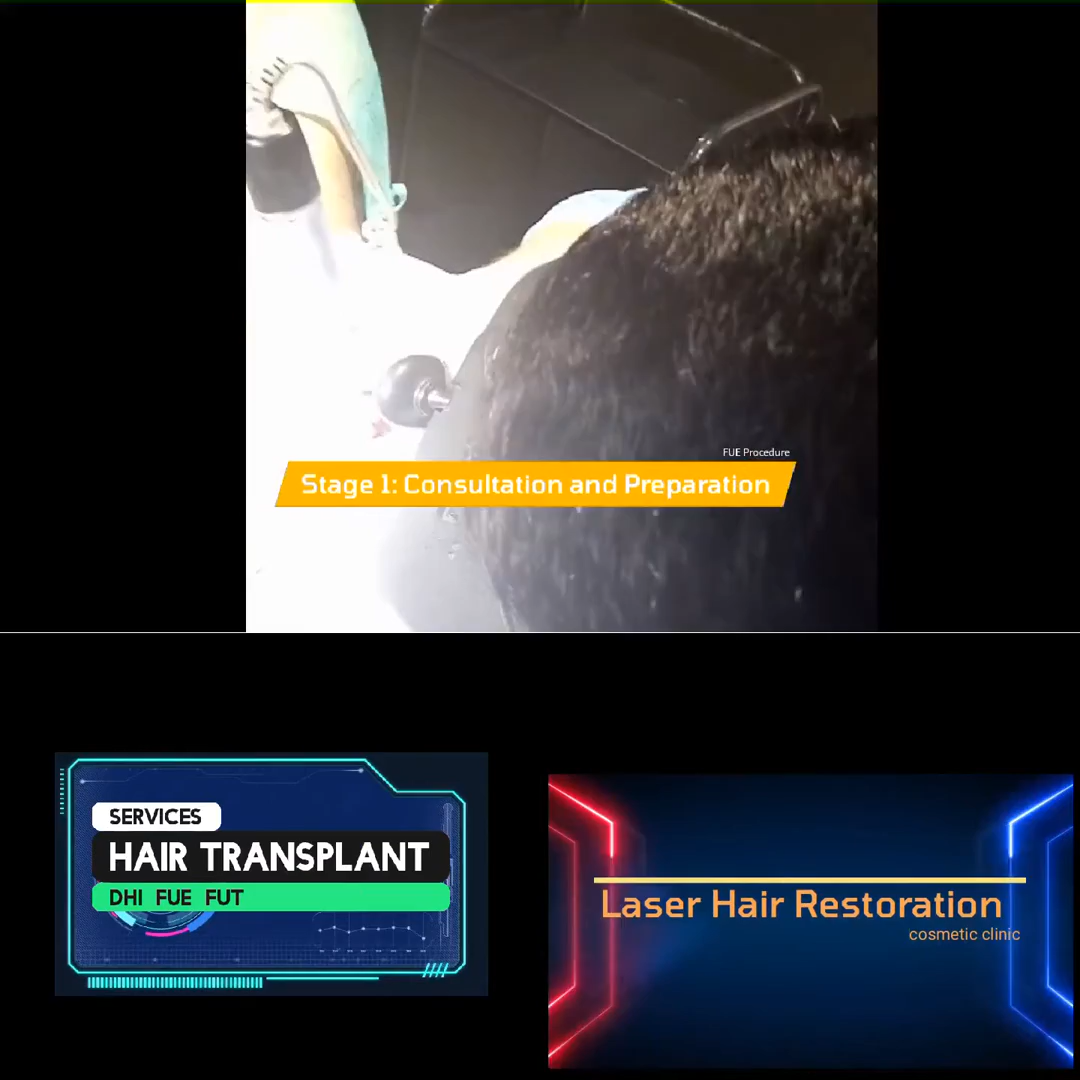 FUE Procedure
Stage 1: Consultation and Preparation
SERVICES
HAIR TRANSPLANT
DHI FUE FUT
Laser Hair Restoration
cosmetic clinic